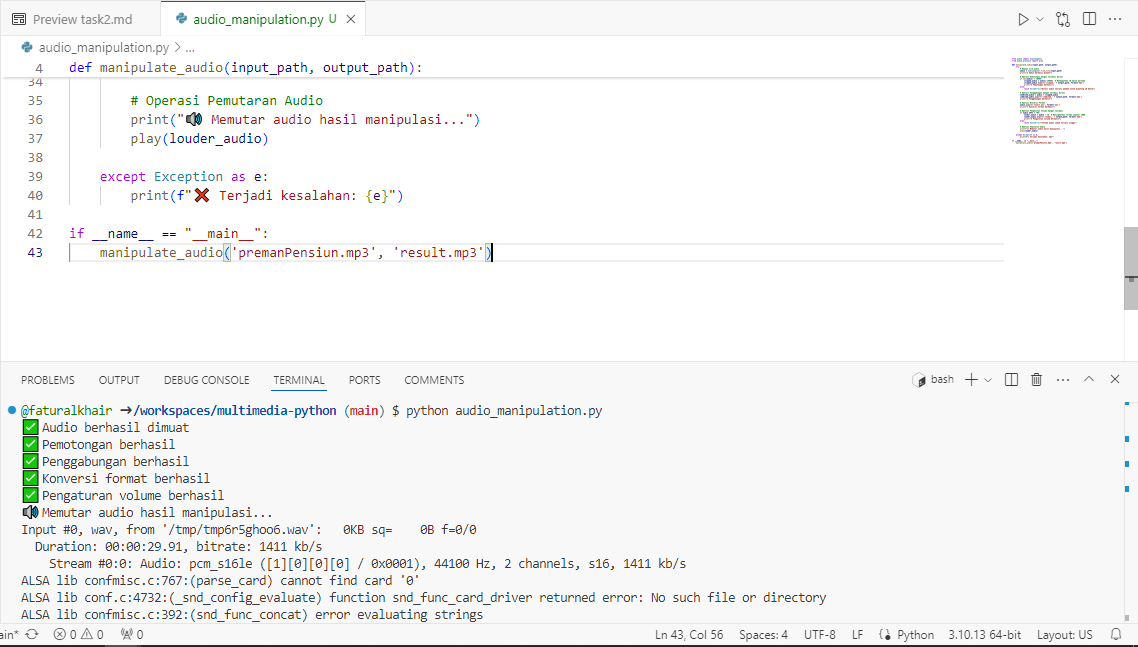 Preview task2.md
audio_manipulation.py U
audio_manipulation.py > ...
4 def manipulate_audio(input_path, output_path):
34
35 # Operasi Pemutaran Audio
36 print("🔊 Memutar audio hasil manipulasi...")
37 play(louder_audio)
38
39 except Exception as e:
40 print(f"❌ Terjadi kesalahan: {e}")
41
42 if __name__ == "__main__":
43 manipulate_audio('premanPensiun.mp3', 'result.mp3')
PROBLEMS OUTPUT DEBUG CONSOLE TERMINAL PORTS COMMENTS bash
@faturalkhair ➜/workspaces/multimedia-python (main) $ python audio_manipulation.py
✅ Audio berhasil dimuat
✅ Pemotongan berhasil
✅ Penggabungan berhasil
✅ Konversi format berhasil
✅ Pengaturan volume berhasil
🔊 Memutar audio hasil manipulasi...
Input #0, wav, from '/tmp/tmp6r5ghoo6.wav': 0KB sq= 0B f=0/0
Duration: 00:00:29.91, bitrate: 1411 kb/s
Stream #0:0: Audio: pcm_s16le ([1][0][0][0] / 0x0001), 44100 Hz, 2 channels, s16, 1411 kb/s
ALSA lib confmisc.c:767:(parse_card) cannot find card '0'
ALSA lib conf.c:4732:(_snd_config_evaluate) function snd_func_card_driver returned error: No such file or directory
ALSA lib confmisc.c:392:(snd_func_concat) error evaluating strings
ain* 0 0 0 Ln 43, Col 56 Spaces: 4 UTF-8 LF Python 3.10.13 64-bit Layout: US